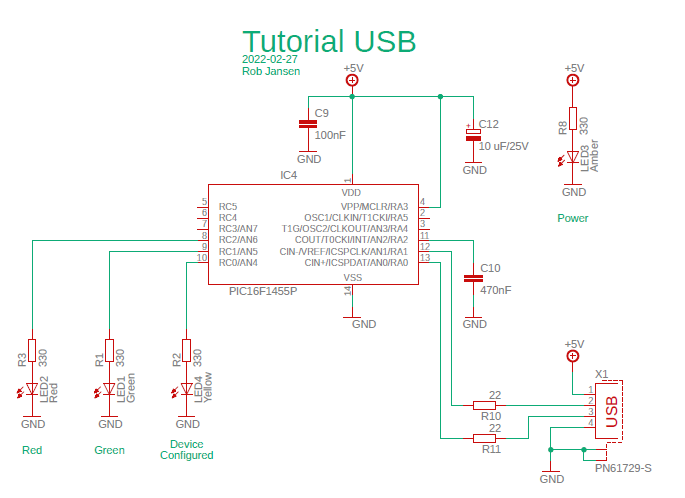 Tutorial USB
2022-02-27
Rob Jansen
+5V
+5V
C9
100nF
GND
C12
+
10 uF/25V
GND
R8
330
LED3
Amber
GND
Power
IC4
1
VDD
5 RC5 VPP/MCLR/RA3 4
6 RC4 OSC1/CLKIN/T1CKI/RA5 2
7 RC3/AN7 T1G/OSC2/CLKOUT/AN3/RA4 3
8 RC2/AN6 COUT/T0CKI/INT/AN2/RA2 11
9 RC1/AN5 CIN-/VREF/ICSPCLK/AN1/RA1 12
10 RC0/AN4 CIN+/ICSPDAT/AN0/RA0 13
VSS
14
PIC16F1455P
GND
C10
470nF
GND
R3
330
LED2
Red
GND
Red
R1
330
LED1
Green
GND
Green
R2
330
LED4
Yellow
GND
Device
Configured
+5V
X1
22
R10
22
R11
1
2
3
4
USB
GND
PN61729-S